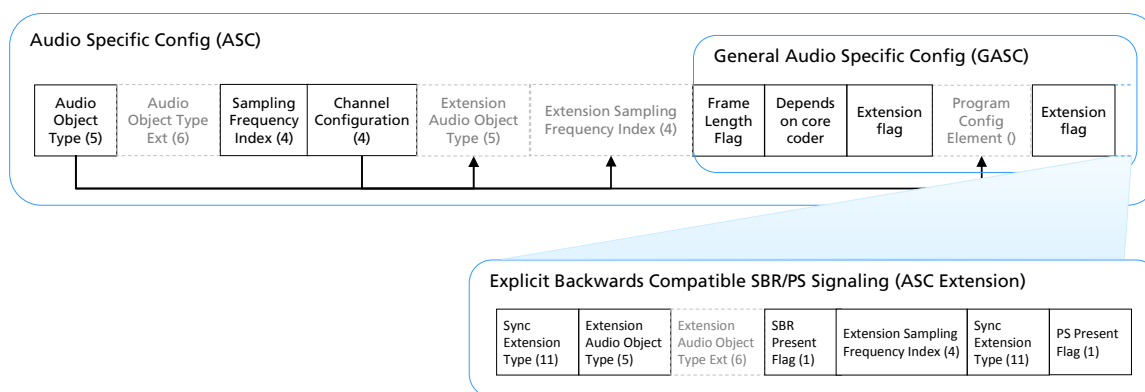 Audio Specific Config (ASC)
General Audio Specific Config (GASC)
Audio
Object
Type (5)
Audio
Object Type
Ext (6)
Sampling
Frequency
Index (4)
Channel
Configuration
(4)
Extension
Audio Object
Type (5)
Extension Sampling
Frequency Index (4)
Frame
Length
Flag
Depends
on core
coder
Extension
flag
Program
Config
Element ()
Extension
flag
Explicit Backwards Compatible SBR/PS Signaling (ASC Extension)
Sync
Extension
Type (11)
Extension
Audio Object
Type (5)
Extension
Audio Object
Type Ext (6)
SBR
Present
Flag (1)
Extension Sampling
Frequency Index (4)
Sync
Extension
Type (11)
PS Present
Flag (1)